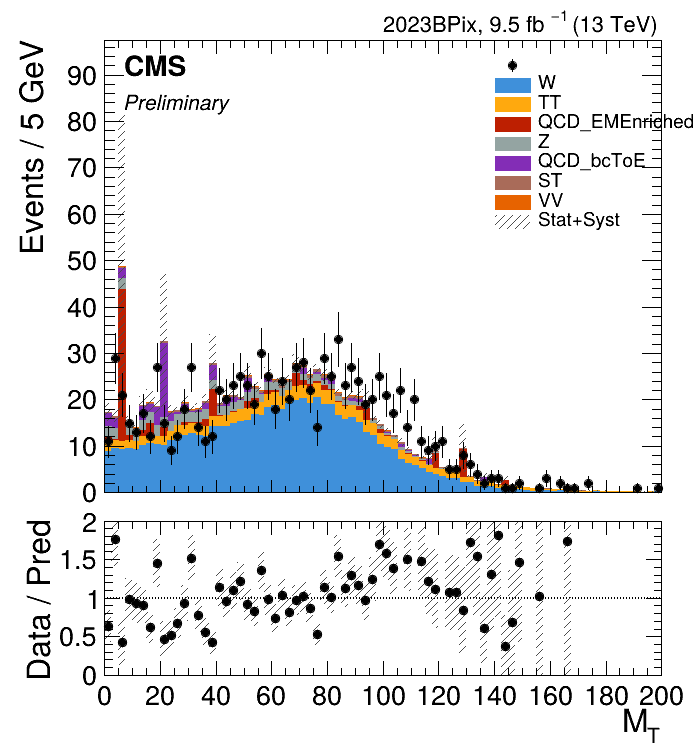 2023BPix, 9.5 fb⁻¹ (13 TeV)
Events / 5 GeV
CMS
Preliminary
W
TT
QCD_EMEnriched
Z
QCD_bcToE
ST
VV
Stat+Syst
90
80
70
60
50
40
30
20
10
0
Data / Pred
2
1.5
1
0.5
0
0 20 40 60 80 100 120 140 160 180 200
M_T